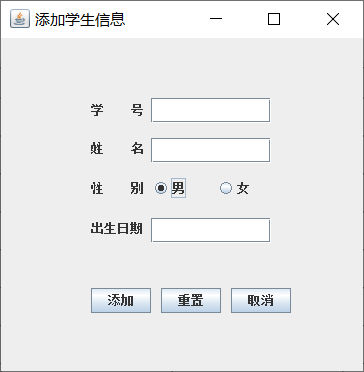 添加学生信息
学 号
姓 名
性 别 男 女
出生日期
添加 重置 取消